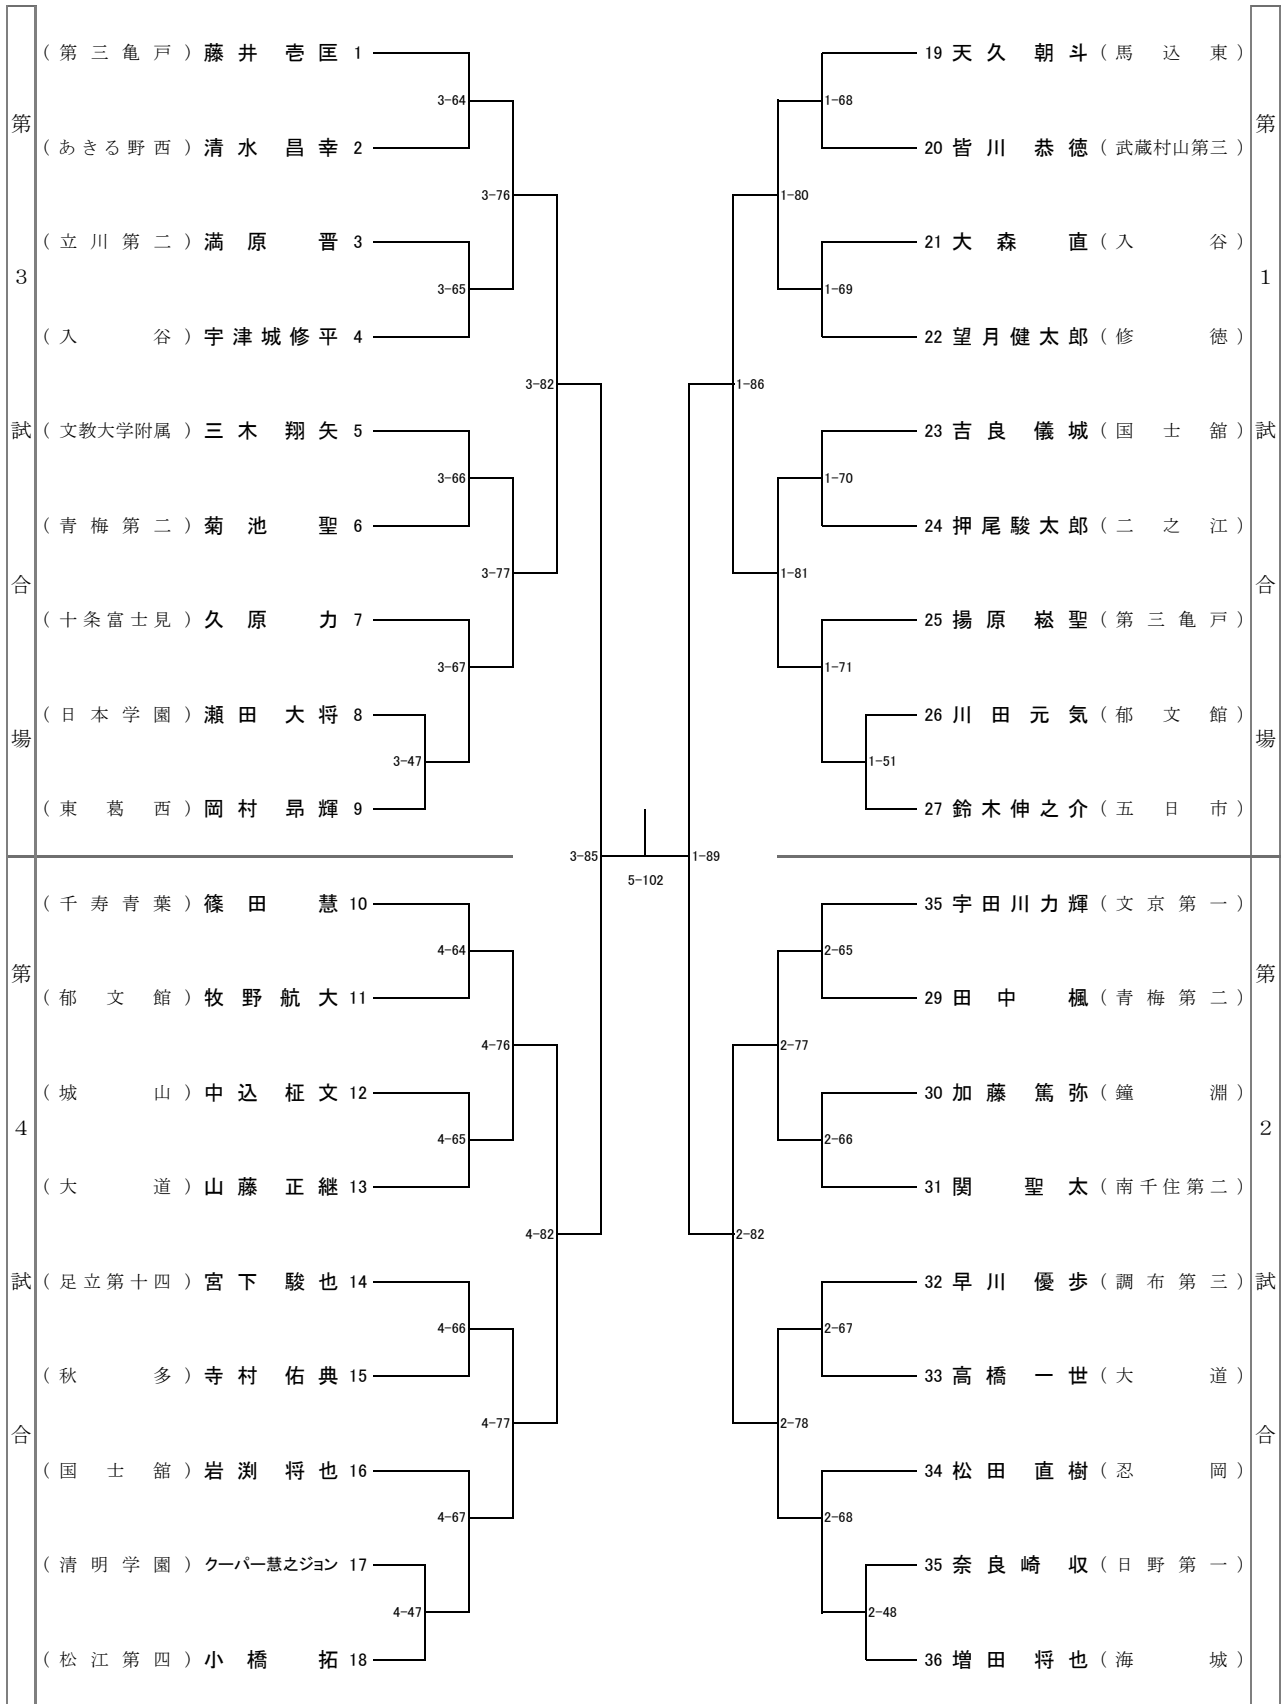 第3試合場
(第三亀戸) 藤井壱匡 1
3-64
(あきる野西) 清水昌幸 2
3-76
(立川第二) 満原晋 3
3-65
(入谷) 宇津城修平 4
3-82
(文教大学附属) 三木翔矢 5
3-66
(青梅第二) 菊池聖 6
3-77
(十条富士見) 久原力 7
3-67
(日本学園) 瀬田大将 8
3-47
(東葛西) 岡村昂輝 9
3-85
第4試合
(千寿青葉) 篠田慧 10
4-64
(郁文館) 牧野航大 11
4-76
(城山) 中込柾文 12
4-65
(大道) 山藤正継 13
4-82
(足立第十四) 宮下駿也 14
4-66
(秋多) 寺村佑典 15
4-77
(国士舘) 岩渕将也 16
4-67
(清明学園) クーパー慧之ジョン 17
4-47
(松江第四) 小橋拓 18
5-102
第1試合場
19 天久朝斗 (馬込東)
1-68
20 皆川恭徳 (武蔵村山第三)
1-80
21 大森直 (入谷)
1-69
22 望月健太郎 (修徳)
1-86
23 吉良儀城 (国士舘)
1-70
24 押尾駿太郎 (二之江)
1-81
25 揚原崧聖 (第三亀戸)
1-71
26 川田元気 (郁文館)
1-51
27 鈴木伸之介 (五日市)
1-89
第2試合
35 宇田川力輝 (文京第一)
2-65
29 田中楓 (青梅第二)
2-77
30 加藤篤弥 (鐘淵)
2-66
31 関聖太 (南千住第二)
2-82
32 早川優歩 (調布第三)
2-67
33 高橋一世 (大道)
2-78
34 松田直樹 (忍岡)
2-68
35 奈良崎収 (日野第一)
2-48
36 増田将也 (海城)